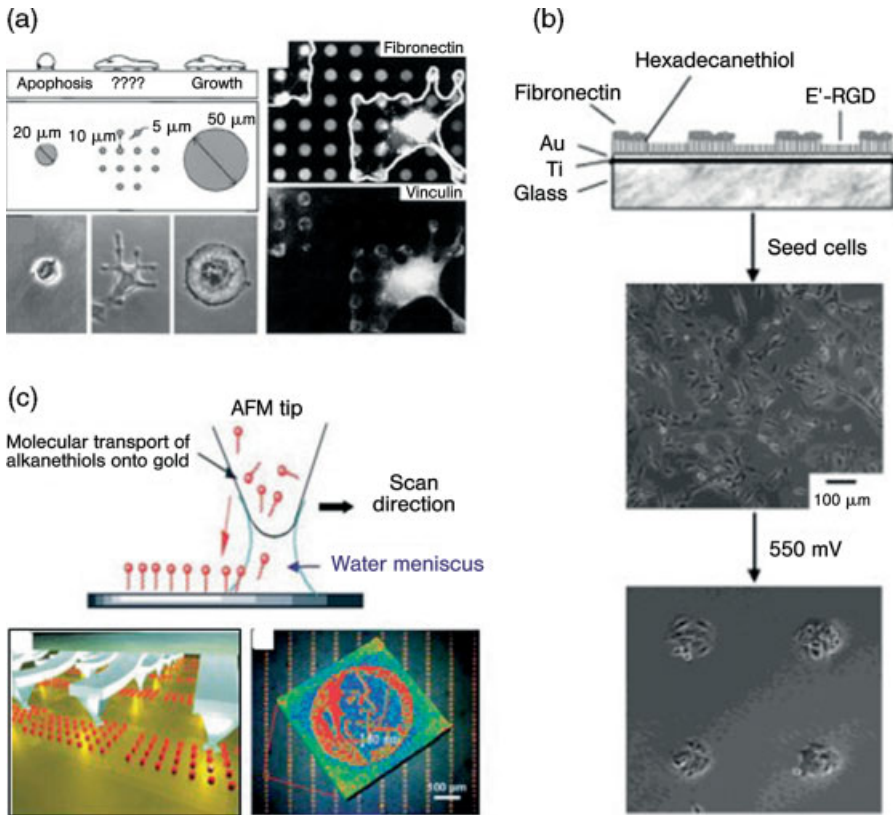 (a)
Apophosis
????
Growth
20 μm
10 μm
5 μm
50 μm
Fibronectin
Vinculin
(b)
Hexadecanethiol
Fibronectin
E'-RGD
Au
Ti
Glass
Seed cells
100 μm
550 mV
(c)
AFM tip
Molecular transport of
alkanethiols onto gold
Scan
direction
Water meniscus
100 μm